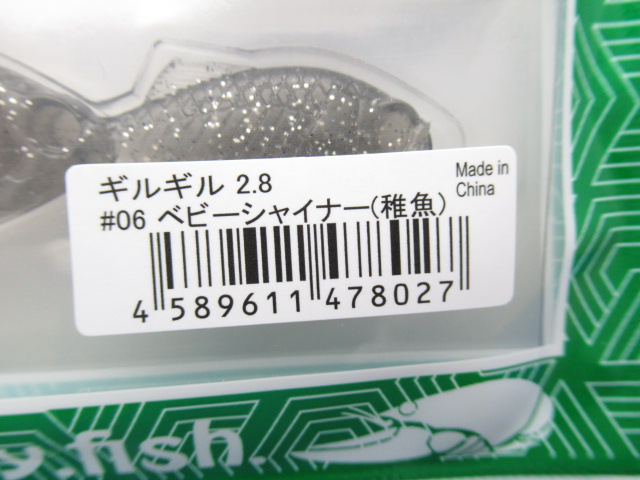 ギルギル 2.8
Made in
China
#06 ベビーシャイナー(稚魚)
4 589611 478027
y.fish